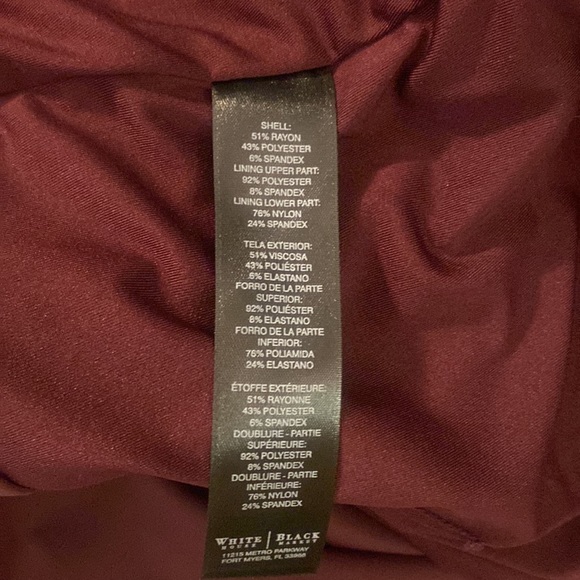 SHELL:
51% RAYON
43% POLYESTER
6% SPANDEX
LINING UPPER PART:
92% POLYESTER
8% SPANDEX
LINING LOWER PART:
76% NYLON
24% SPANDEX
TELA EXTERIOR:
51% VISCOSA
43% POLIÉSTER
6% ELASTANO
FORRO DE LA PARTE
SUPERIOR:
92% POLIÉSTER
8% ELASTANO
FORRO DE LA PARTE
INFERIOR:
76% POLIAMIDA
24% ELASTANO
ÉTOFFE EXTÉRIEURE:
51% RAYONNE
43% POLYESTER
6% SPANDEX
DOUBLURE - PARTIE
SUPÉRIEURE:
92% POLYESTER
8% SPANDEX
DOUBLURE - PARTIE
INFÉRIEURE:
76% NYLON
24% SPANDEX
WHITE | BLACK
HOUSE MARKET
11215 METRO PARKWAY
FORT MYERS, FL 33966